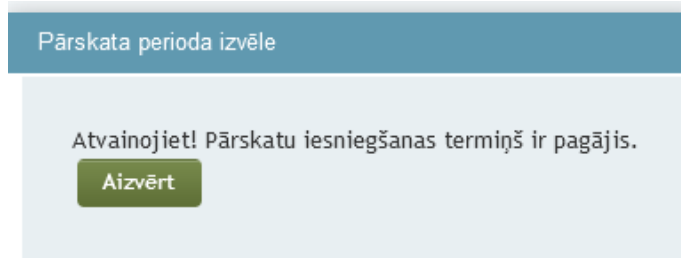 Pārskata perioda izvēle
Atvainojiet! Pārskatu iesniegšanas termiņš ir pagājis.
Aizvērt